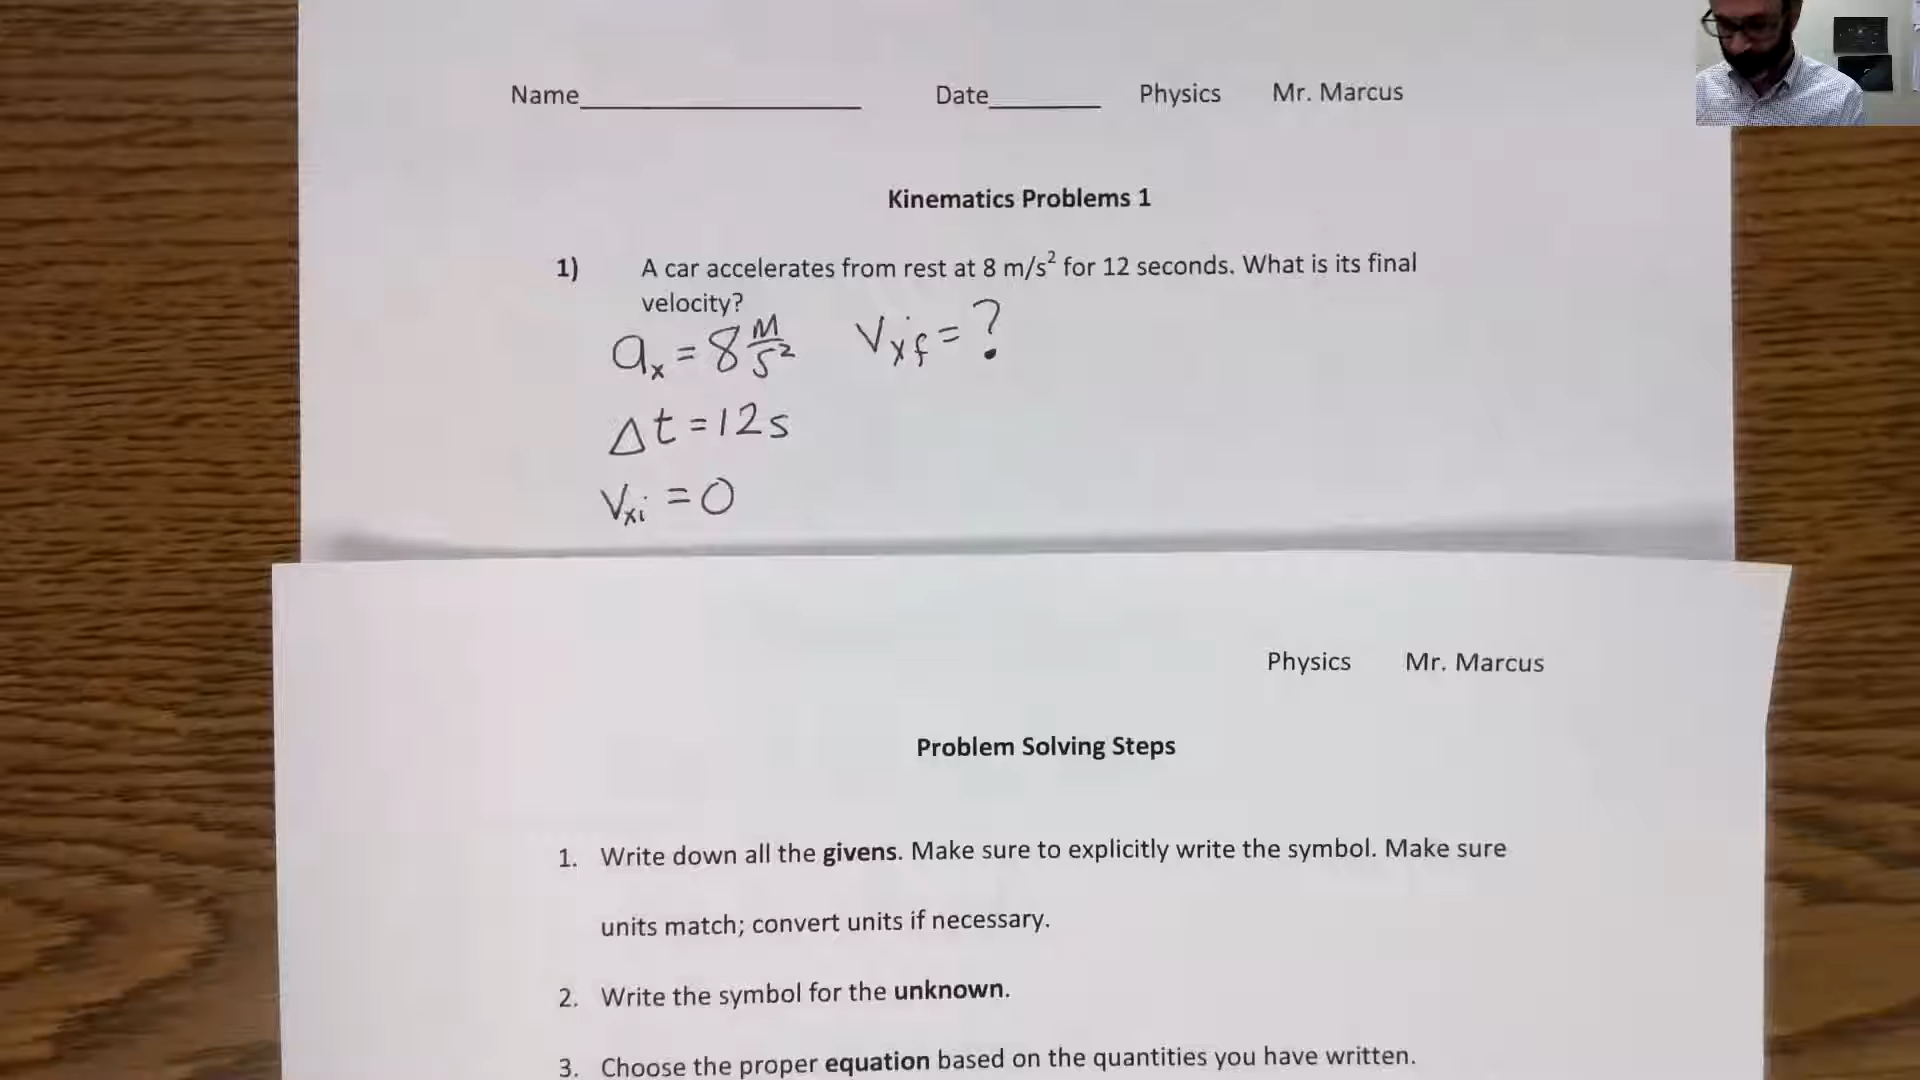 Name____________________ Date________ Physics Mr. Marcus
Kinematics Problems 1
1) A car accelerates from rest at 8 m/s² for 12 seconds. What is its final
velocity?
aₓ = 8 M/S² Vxf = ?
Δt = 12s
Vxi = 0
Physics Mr. Marcus
Problem Solving Steps
1. Write down all the givens. Make sure to explicitly write the symbol. Make sure
units match; convert units if necessary.
2. Write the symbol for the unknown.
3. Choose the proper equation based on the quantities you have written.